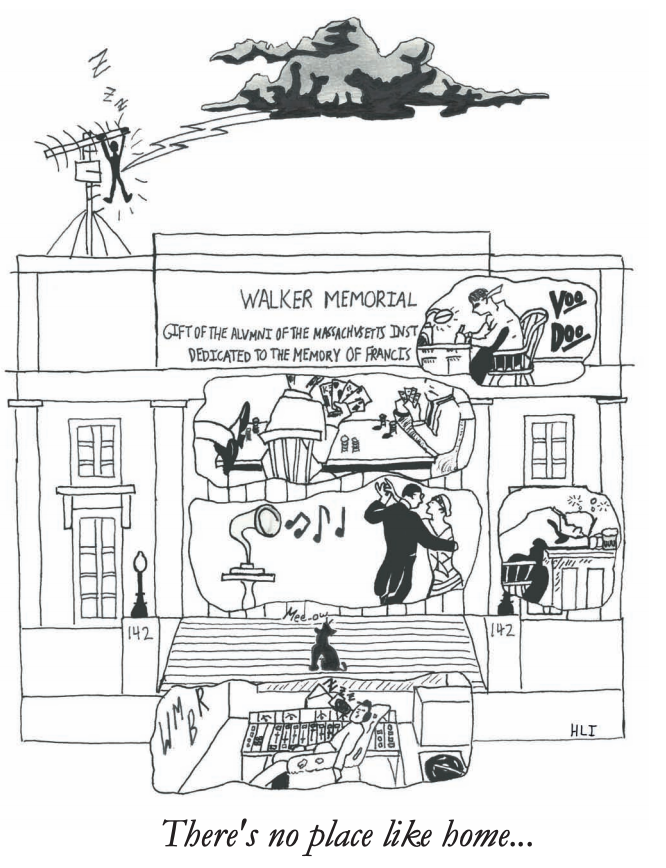 Z
Z
Z
WALKER MEMORIAL
GIFT OF THE ALVMNI OF THE MASSACHVSETTS INST
DEDICATED TO THE MEMORY OF FRANCIS
VOO
DOO
Mee-ow
142
142
Z Z Z
WMBR
HLI
There's no place like home...